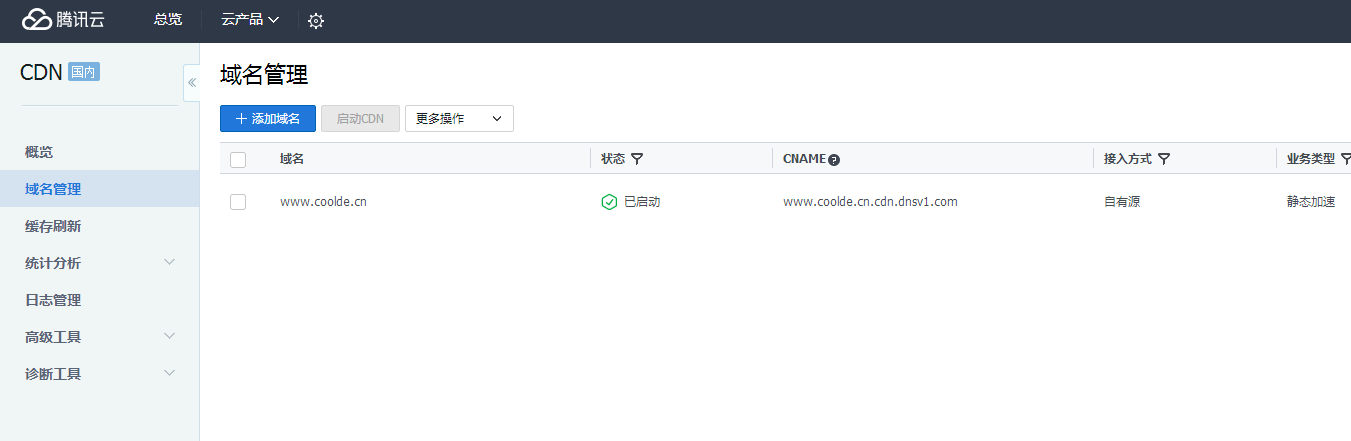 腾讯云 总览 云产品
CDN 国内
域名管理
添加域名 启动CDN 更多操作
域名 状态 CNAME 接入方式 业务类型
www.coolde.cn 已启动 www.coolde.cn.cdn.dnsv1.com 自有源 静态加速
概览
域名管理
缓存刷新
统计分析
日志管理
高级工具
诊断工具